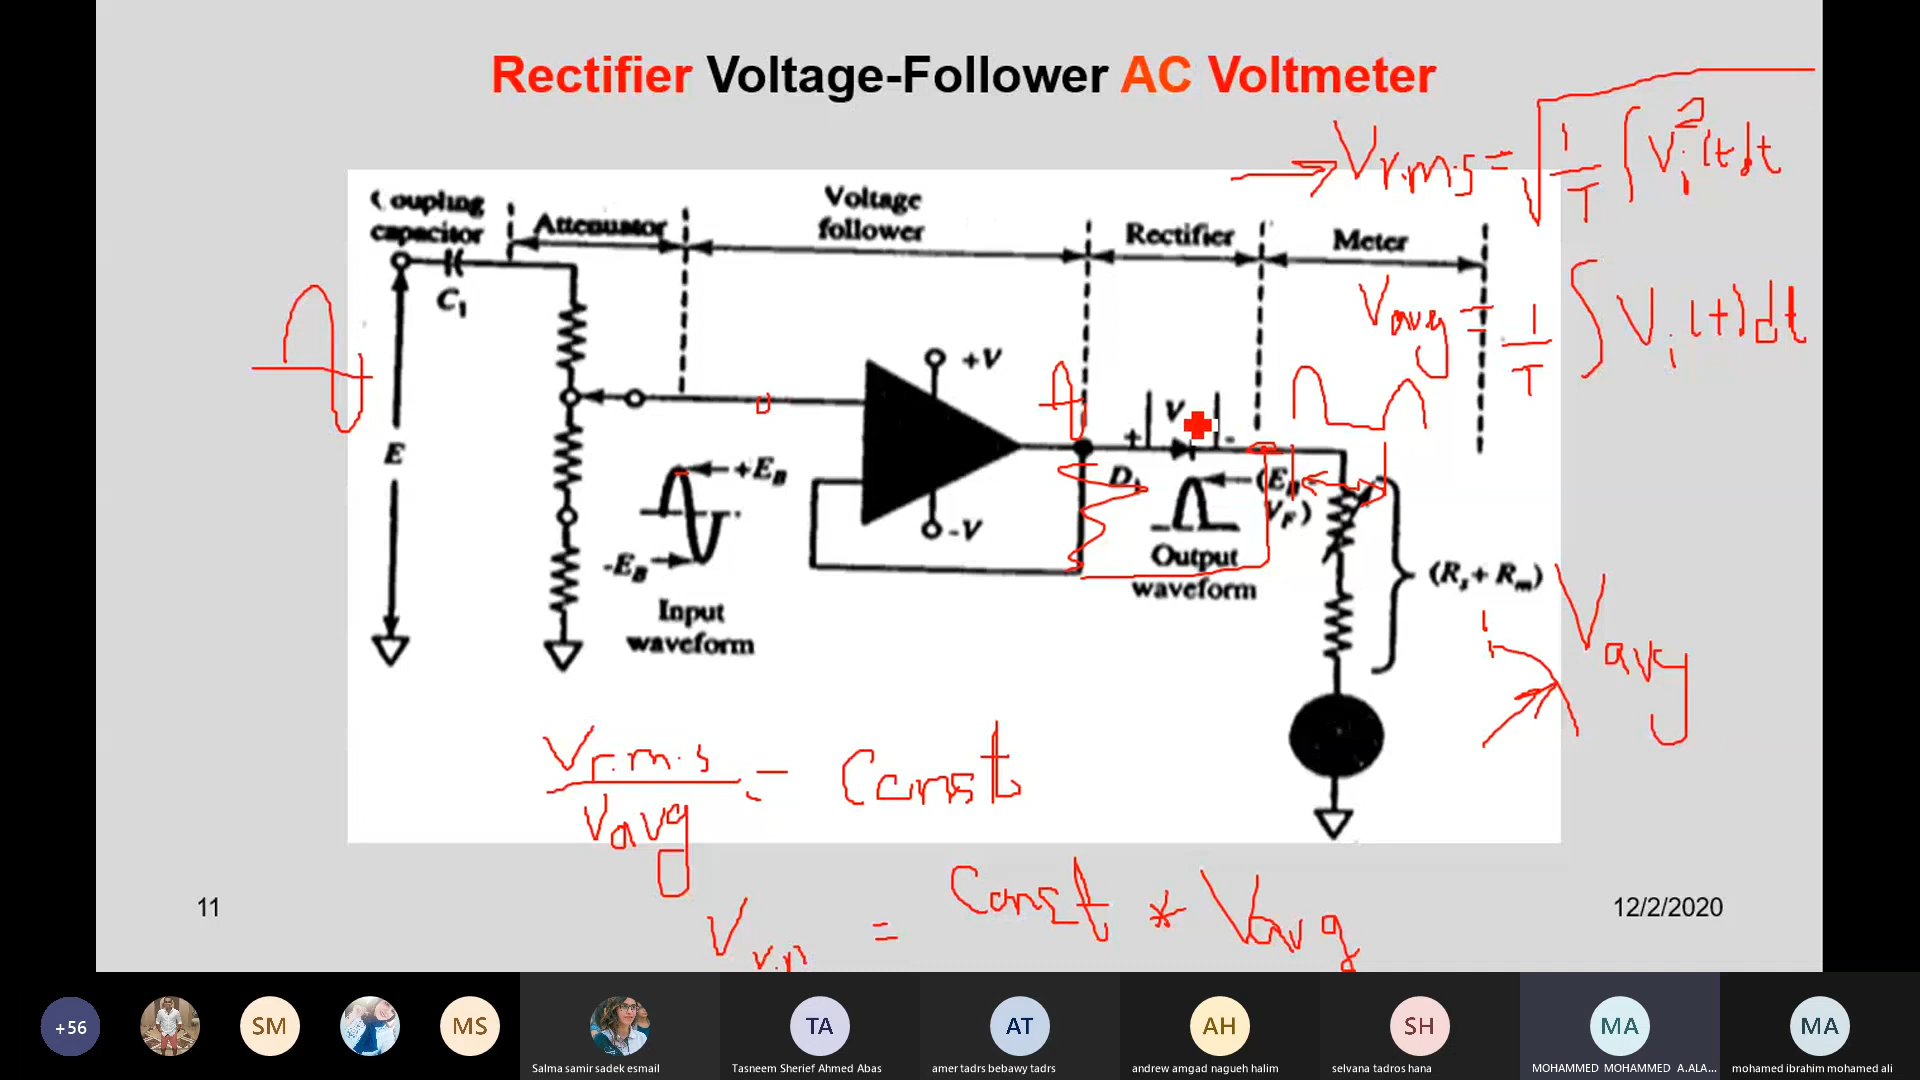 Rectifier Voltage-Follower AC Voltmeter
Vr.m.s = √ 1/T ∫ Vi²(t)dt
Coupling
capacitor
Attenuator
Voltage
follower
Rectifier
Meter
C1
Vavg = 1/T ∫ Vi(t)dt
+V
V
+ -
E
+EB
D1
(EB
VF)
-V
-EB
Output
waveform
(Rs+ Rm)
Input
waveform
Vavg
Vr.m.s / Vavg = Const
Const * Vavg
=
11
12/2/2020
+56
SM
MS
TA
AT
AH
SH
MA
MA
Salma samir sadek esmail
Tasneem Sherief Ahmed Abas
amer tadrs bebawy tadrs
andrew amgad nagueh halim
selvana tadros hana
MOHAMMED MOHAMMED A.ALA...
mohamed ibrahim mohamed ali